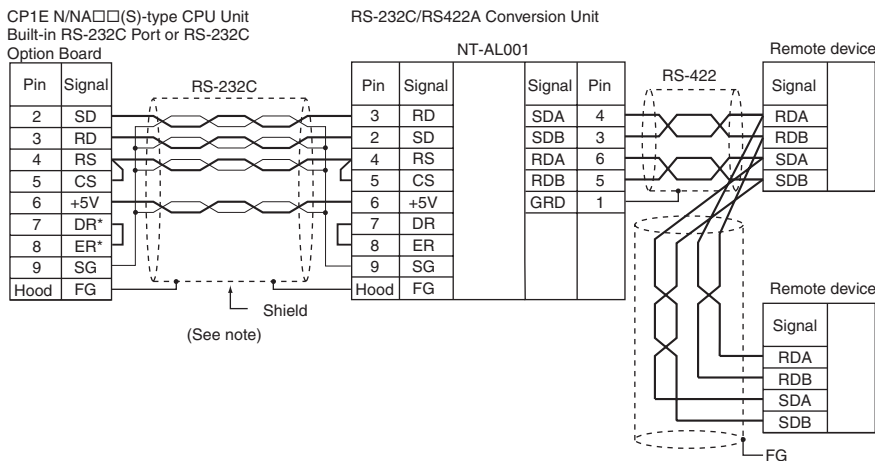 CP1E N/NA□□(S)-type CPU Unit
Built-in RS-232C Port or RS-232C
Option Board
RS-232C/RS422A Conversion Unit
NT-AL001
Remote device
Pin Signal
2 SD
3 RD
4 RS
5 CS
6 +5V
7 DR*
8 ER*
9 SG
Hood FG
RS-232C
Shield
(See note)
Pin Signal
3 RD
2 SD
4 RS
5 CS
6 +5V
7 DR
8 ER
9 SG
Hood FG
Signal Pin
SDA 4
SDB 3
RDA 6
RDB 5
GRD 1
RS-422
Signal
RDA
RDB
SDA
SDB
Remote device
Signal
RDA
RDB
SDA
SDB
FG